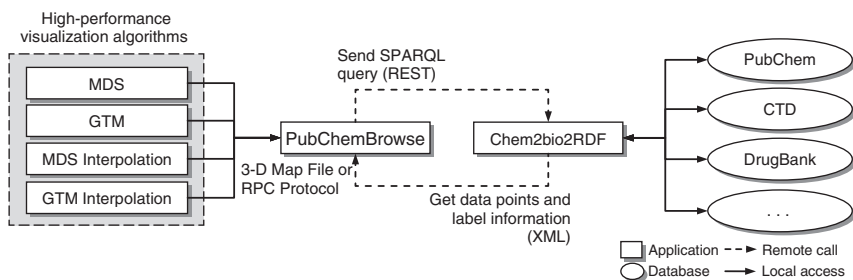 High-performance
visualization algorithms
MDS
GTM
MDS Interpolation
GTM Interpolation
3-D Map File or
RPC Protocol
PubChemBrowse
Send SPARQL
query (REST)
Chem2bio2RDF
Get data points and
label information
(XML)
PubChem
CTD
DrugBank
. . .
Application
Remote call
Database
Local access